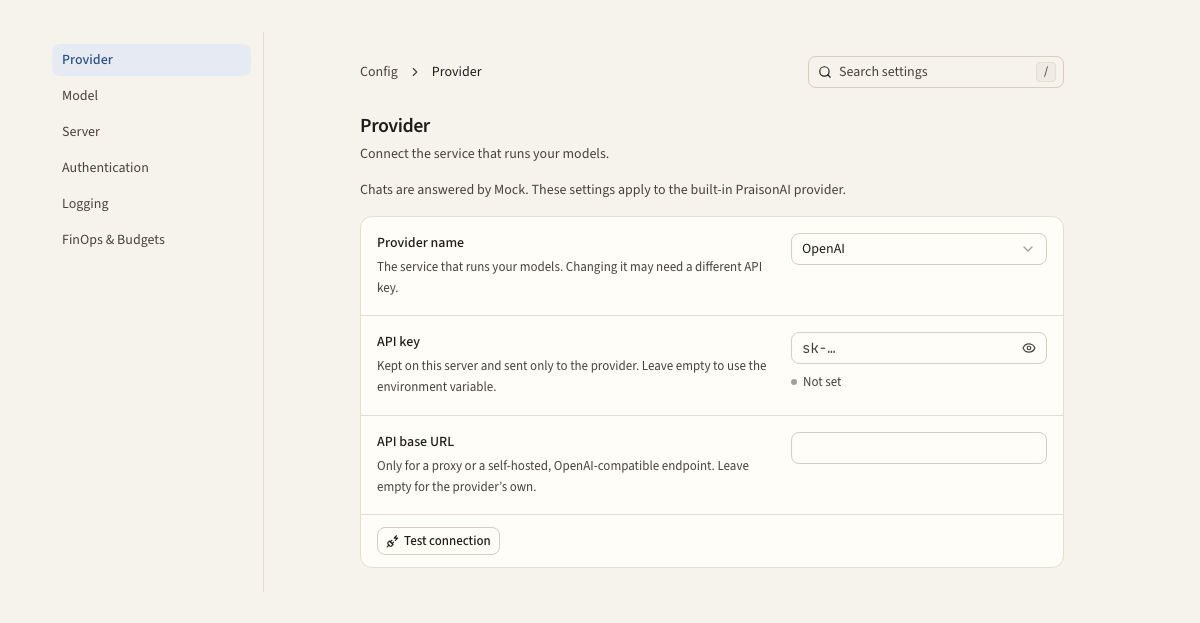 Provider
Model
Server
Authentication
Logging
FinOps & Budgets
Config > Provider
Search settings /
Provider
Connect the service that runs your models.
Chats are answered by Mock. These settings apply to the built-in PraisonAI provider.
Provider name
The service that runs your models. Changing it may need a different API
key.
OpenAI
API key
Kept on this server and sent only to the provider. Leave empty to use the
environment variable.
sk-…
Not set
API base URL
Only for a proxy or a self-hosted, OpenAI-compatible endpoint. Leave
empty for the provider’s own.
Test connection